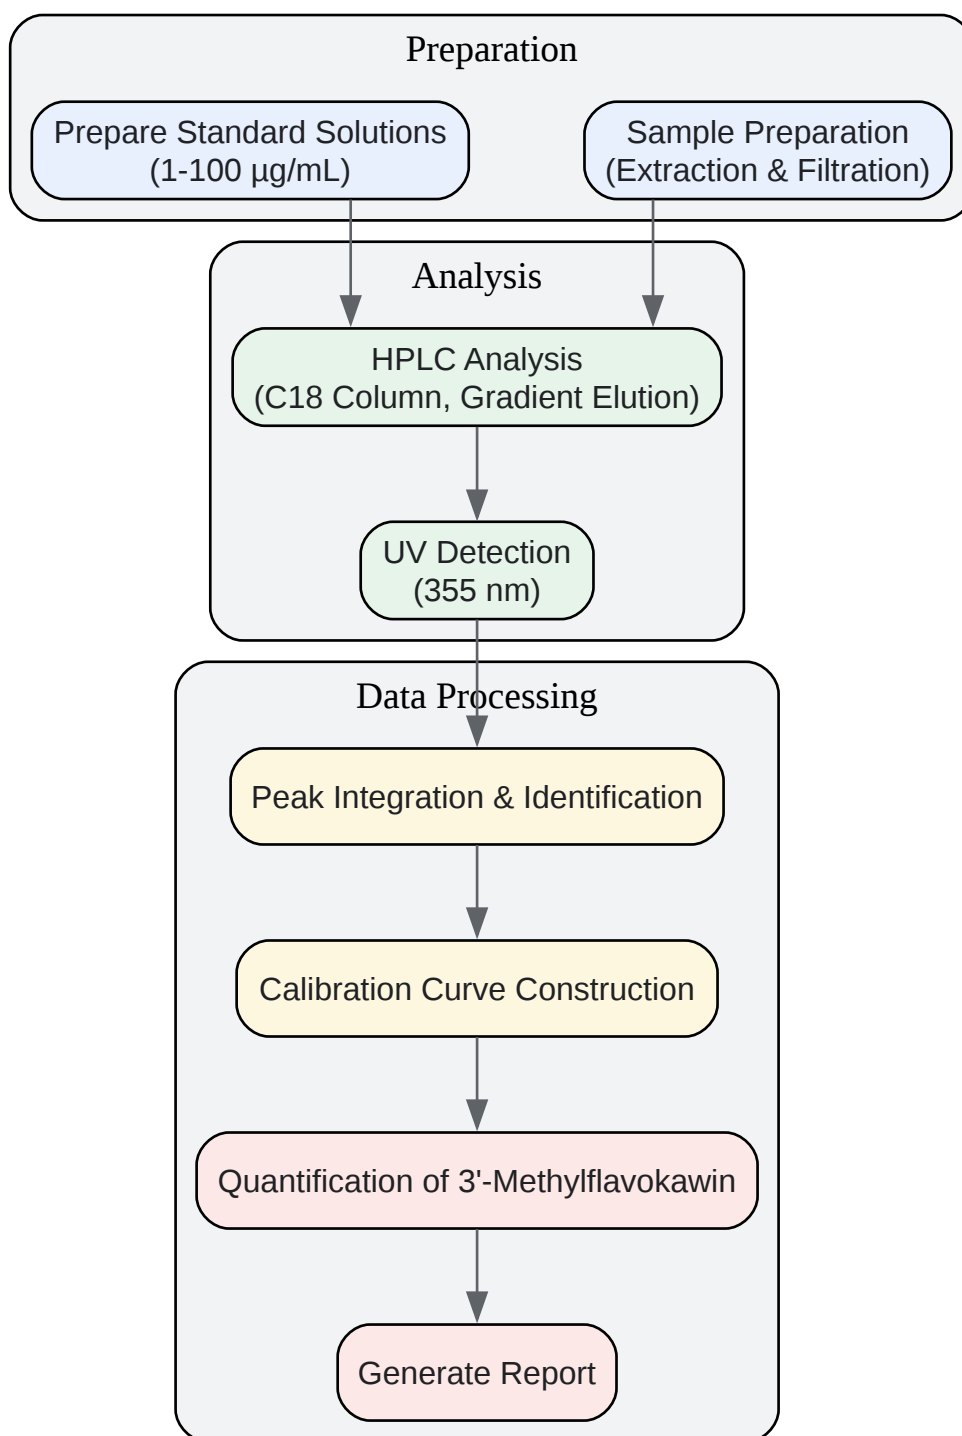 Preparation
Prepare Standard Solutions
(1-100 µg/mL)
Sample Preparation
(Extraction & Filtration)
Analysis
HPLC Analysis
(C18 Column, Gradient Elution)
UV Detection
(355 nm)
Data Processing
Peak Integration & Identification
Calibration Curve Construction
Quantification of 3'-Methylflavokawin
Generate Report